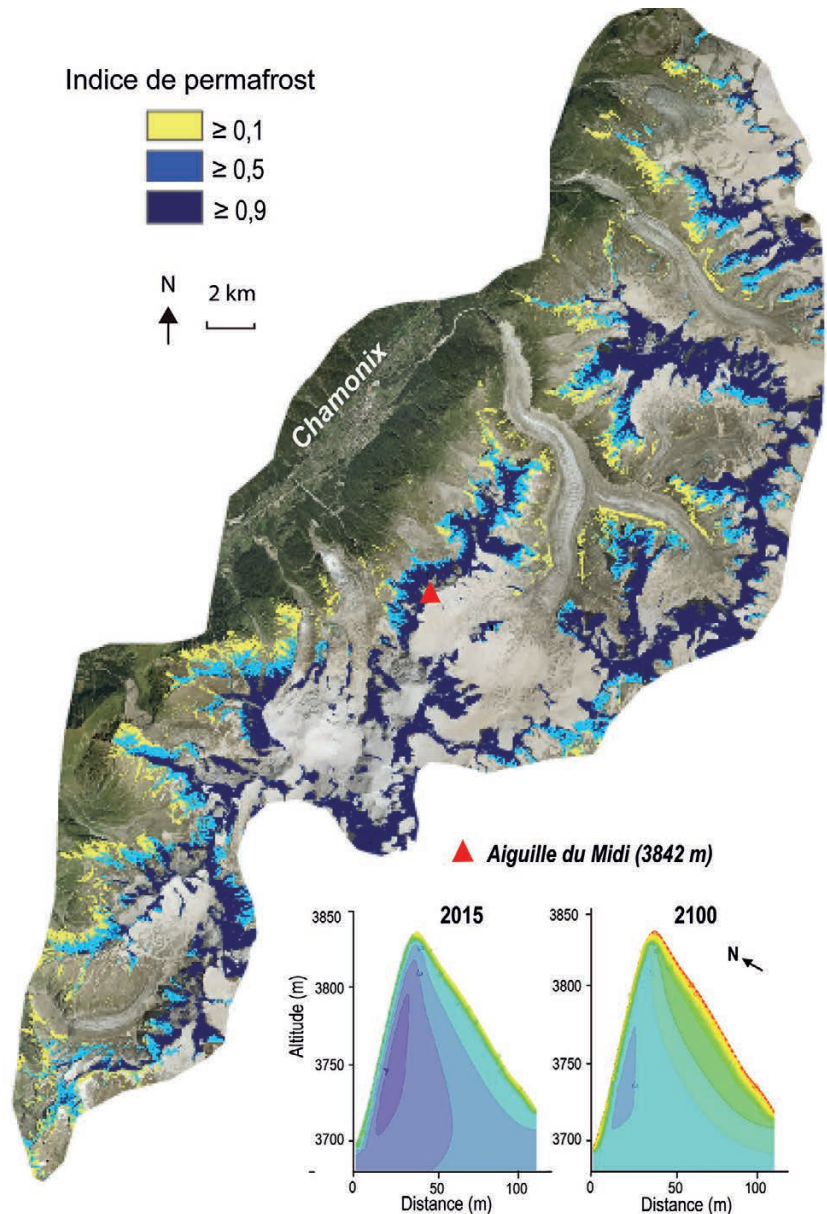 Indice de permafrost
≥ 0,1
≥ 0,5
≥ 0,9
N
2 km
Chamonix
Aiguille du Midi (3842 m)
2015
2100
3850
3800
3750
3700
Altitude (m)
0
50
100
Distance (m)
N
3850
3800
3750
3700
0
50
100
Distance (m)